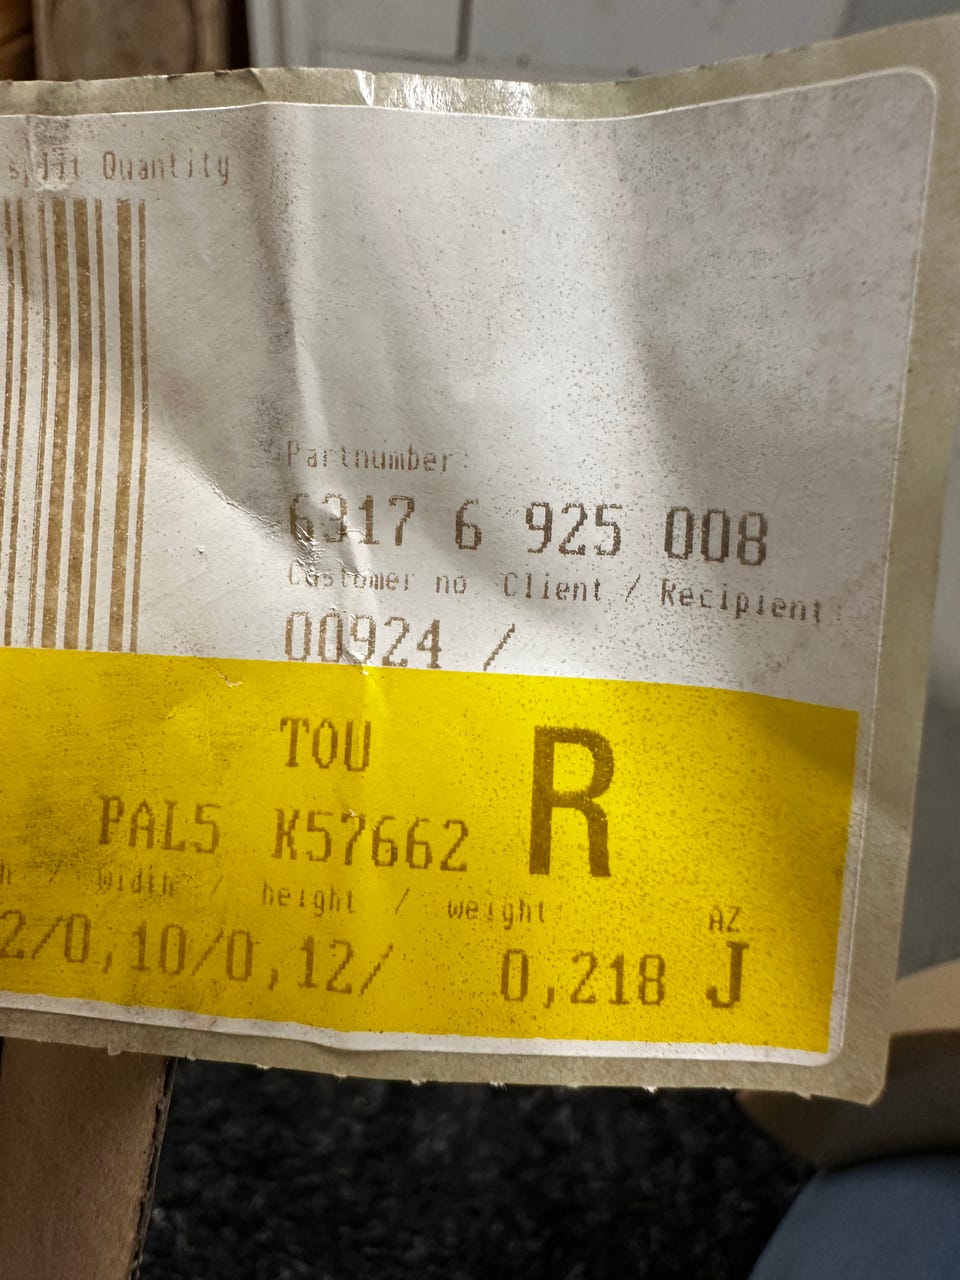 split Quantity
Partnumber
6317 6 925 008
Customer no Client / Recipient
00924 /
TOU
R
PAL5 K57662
h / width / height / weight
2/0,10/0,12/ 0,218
AZ
J